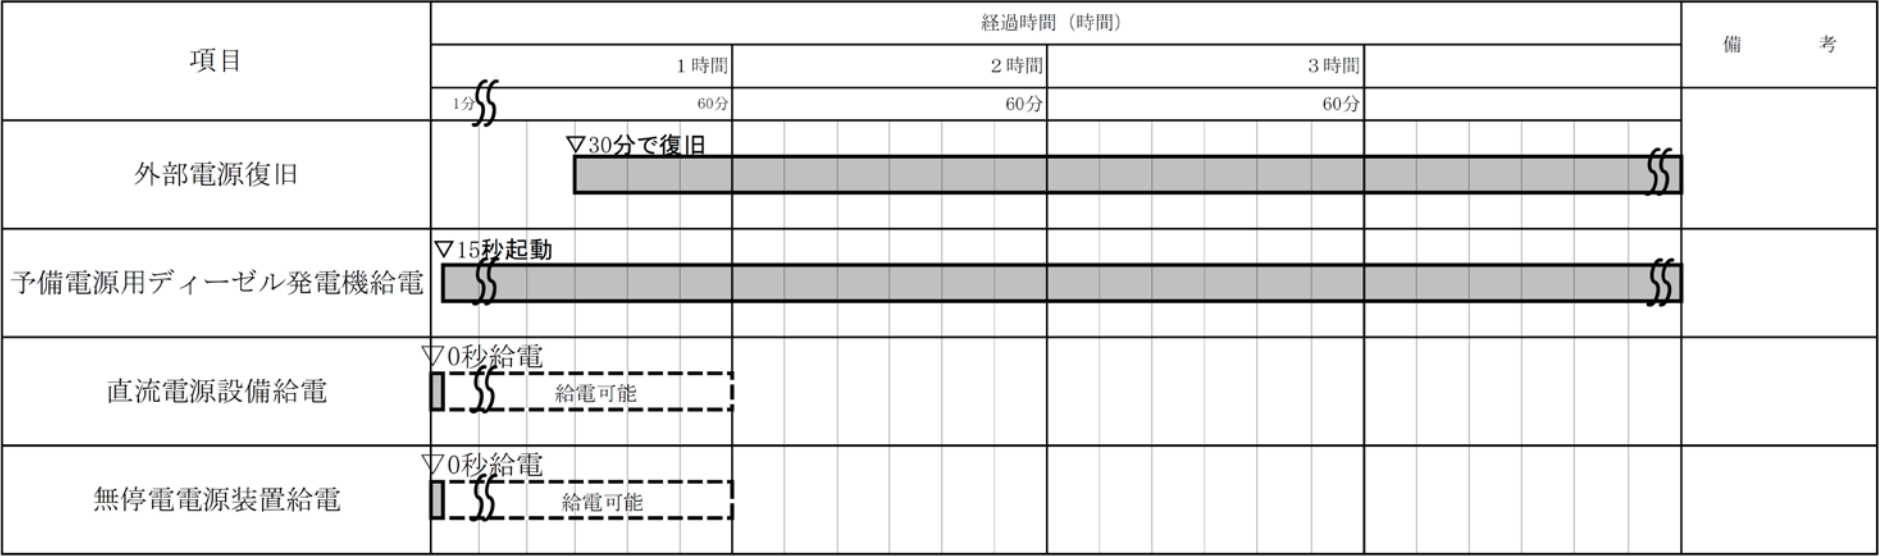 経過時間（時間）
項目
備考
1時間
2時間
3時間
1分
60分
60分
60分
▽30分で復旧
外部電源復旧
▽15秒起動
予備電源用ディーゼル発電機給電
▽0秒給電
直流電源設備給電
給電可能
▽0秒給電
無停電電源装置給電
給電可能